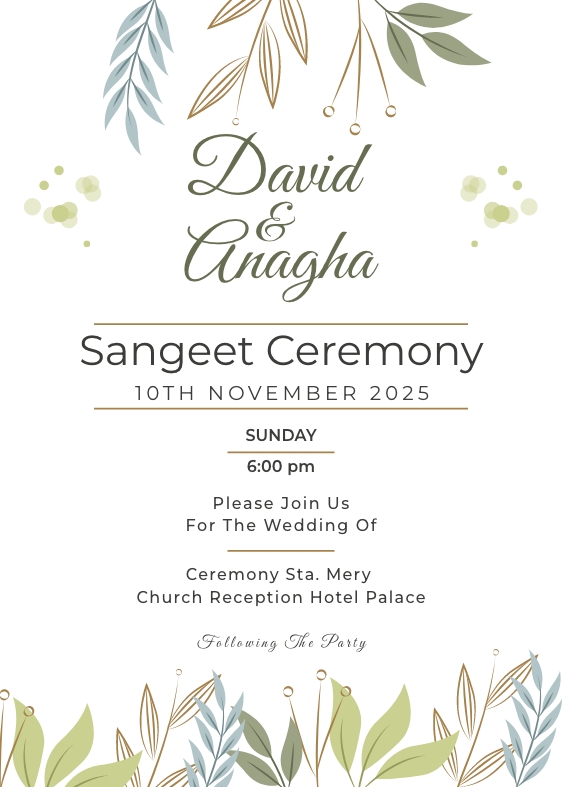 David
&
Anagha
Sangeet Ceremony
10TH NOVEMBER 2025
SUNDAY
6:00 pm
Please Join Us
For The Wedding Of
Ceremony Sta. Mery
Church Reception Hotel Palace
Following The Party